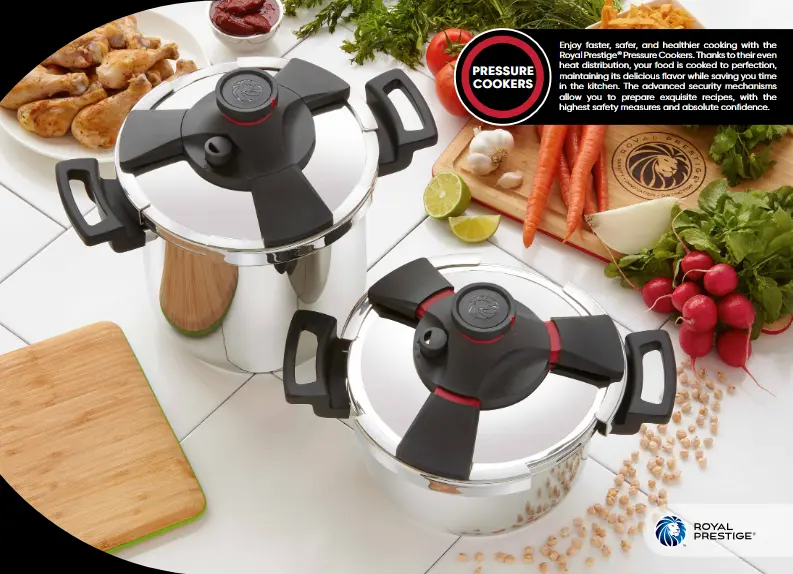 PRESSURE
COOKERS
Enjoy faster, safer, and healthier cooking with the
Royal Prestige® Pressure Cookers. Thanks to their even
heat distribution, your food is cooked to perfection,
maintaining its delicious flavor while saving you time
in the kitchen. The advanced security mechanisms
allow you to prepare exquisite recipes, with the
highest safety measures and absolute confidence.
ROYAL PRESTIGE
ROYAL
PRESTIGE®